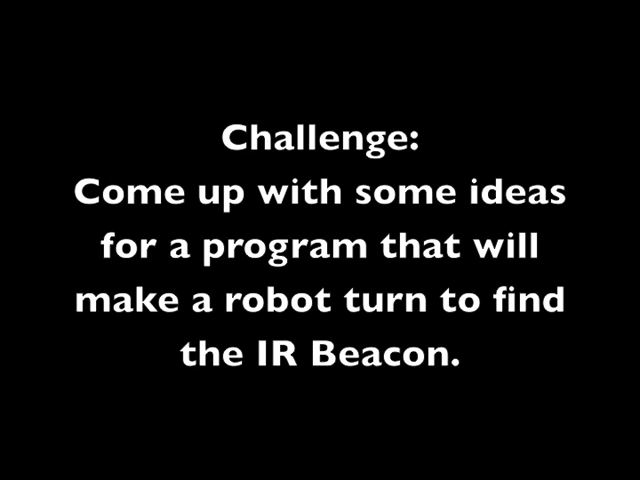 Challenge:
Come up with some ideas
for a program that will
make a robot turn to find
the IR Beacon.